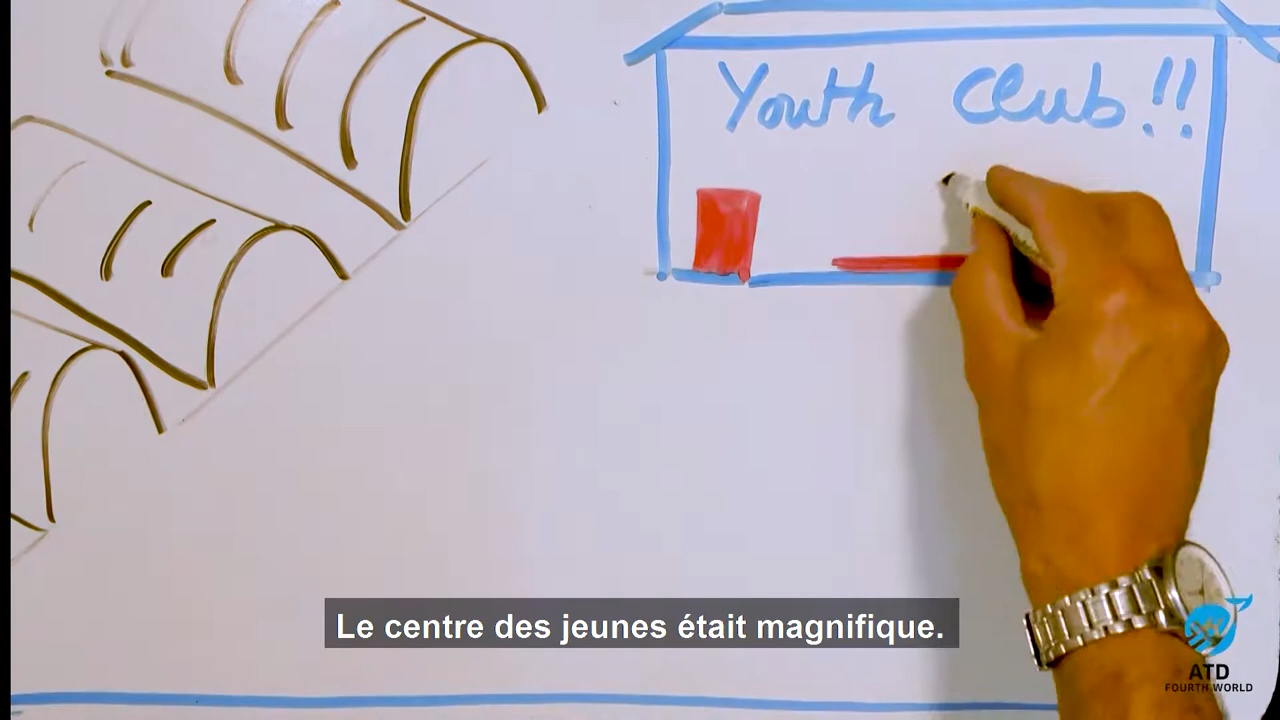 Youth Club!!
Le centre des jeunes était magnifique.
ATD
FOURTH WORLD